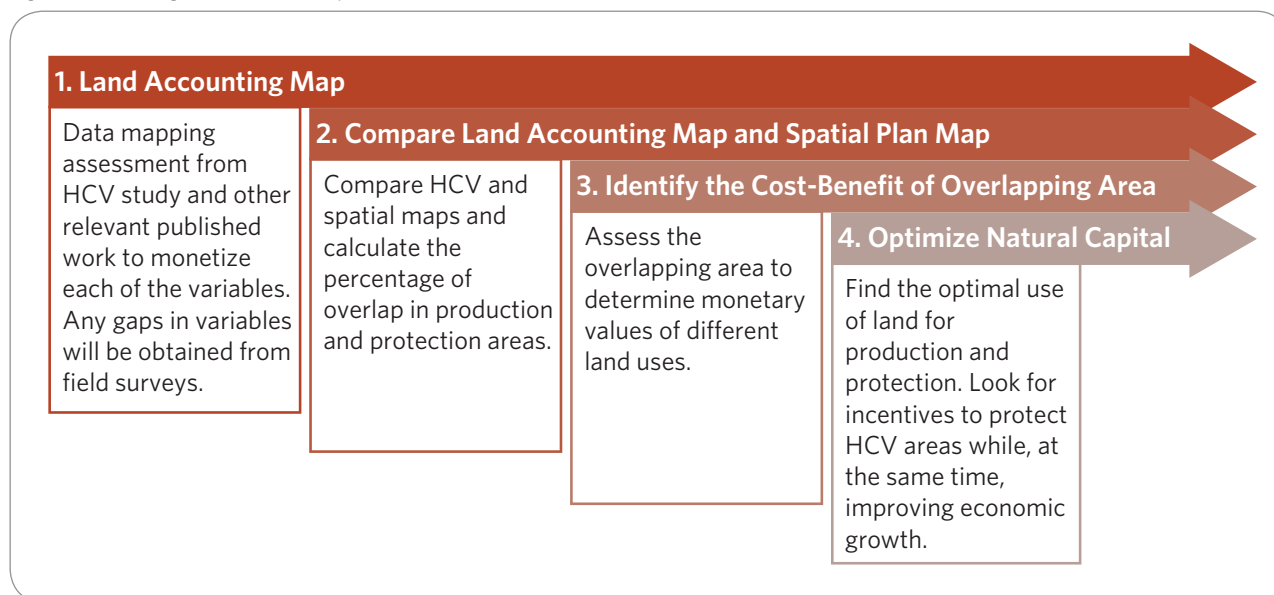 1. Land Accounting Map
Data mapping
assessment from
HCV study and other
relevant published
work to monetize
each of the variables.
Any gaps in variables
will be obtained from
field surveys.
2. Compare Land Accounting Map and Spatial Plan Map
Compare HCV and
spatial maps and
calculate the
percentage of
overlap in production
and protection areas.
3. Identify the Cost-Benefit of Overlapping Area
Assess the
overlapping area to
determine monetary
values of different
land uses.
4. Optimize Natural Capital
Find the optimal use
of land for
production and
protection. Look for
incentives to protect
HCV areas while, at
the same time,
improving economic
growth.